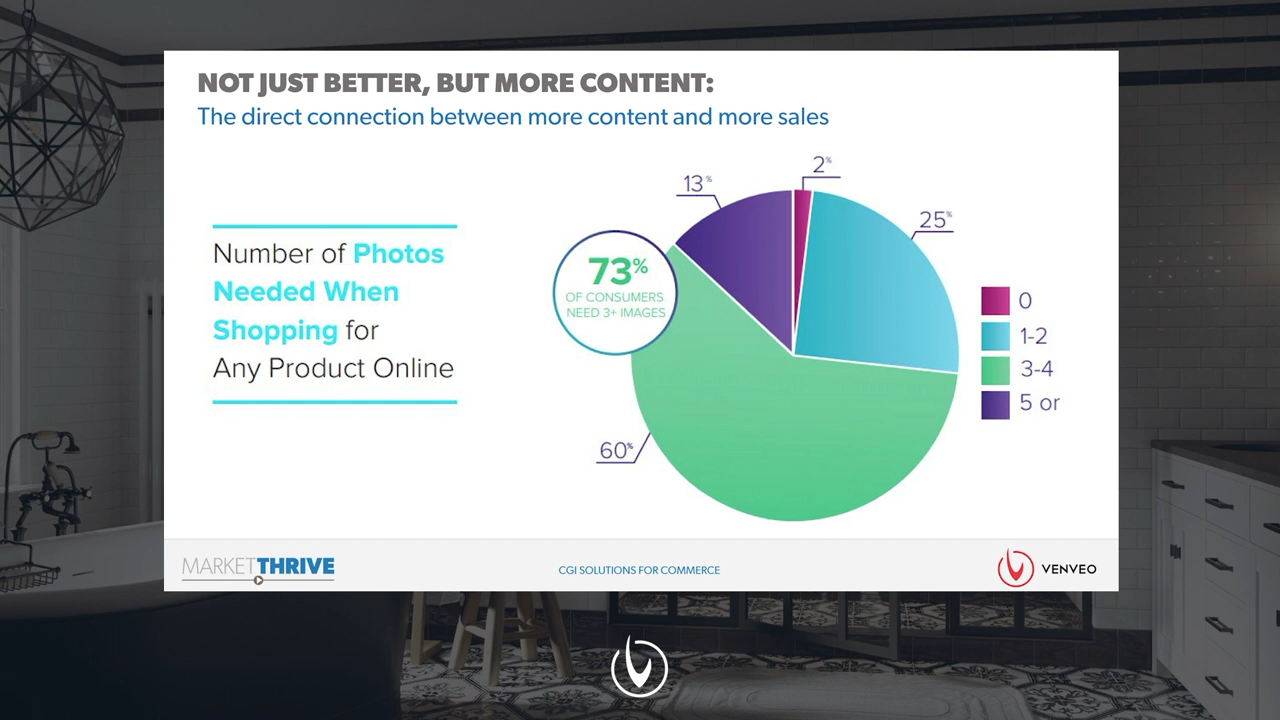 NOT JUST BETTER, BUT MORE CONTENT:
The direct connection between more content and more sales
Number of Photos
Needed When
Shopping for
Any Product Online
13%
2%
25%
73%
OF CONSUMERS
NEED 3+ IMAGES
60%
0
1-2
3-4
5 or
MARKETTHRIVE
CGI SOLUTIONS FOR COMMERCE
VENVEO